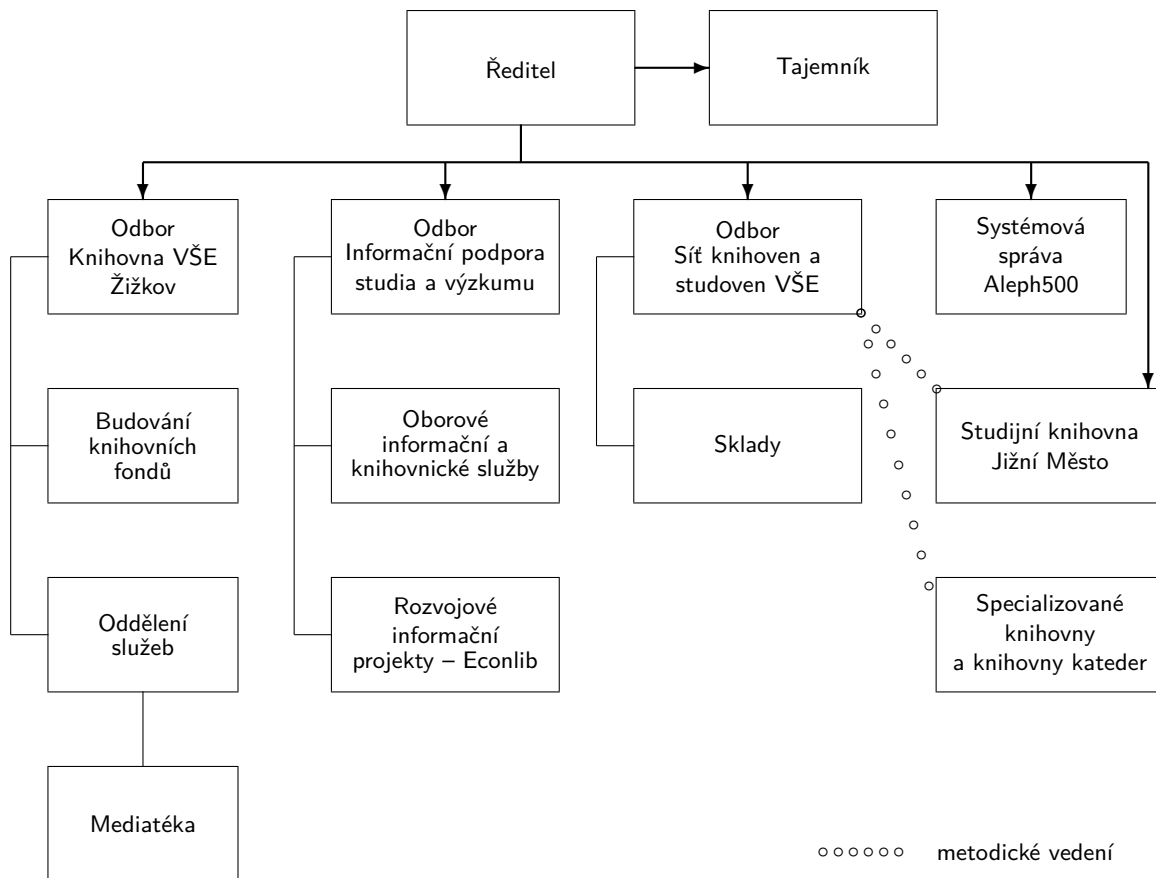 Ředitel
Tajemník
Odbor
Knihovna VŠE
Žižkov
Odbor
Informační podpora
studia a výzkumu
Odbor
Síť knihoven a
studoven VŠE
Systémová
správa
Aleph500
Budování
knihovních
fondů
Oborové
informační a
knihovnické služby
Sklady
Studijní knihovna
Jižní Město
Oddělení
služeb
Rozvojové
informační
projekty – Econlib
Specializované
knihovny
a knihovny kateder
Mediatéka
metodické vedení